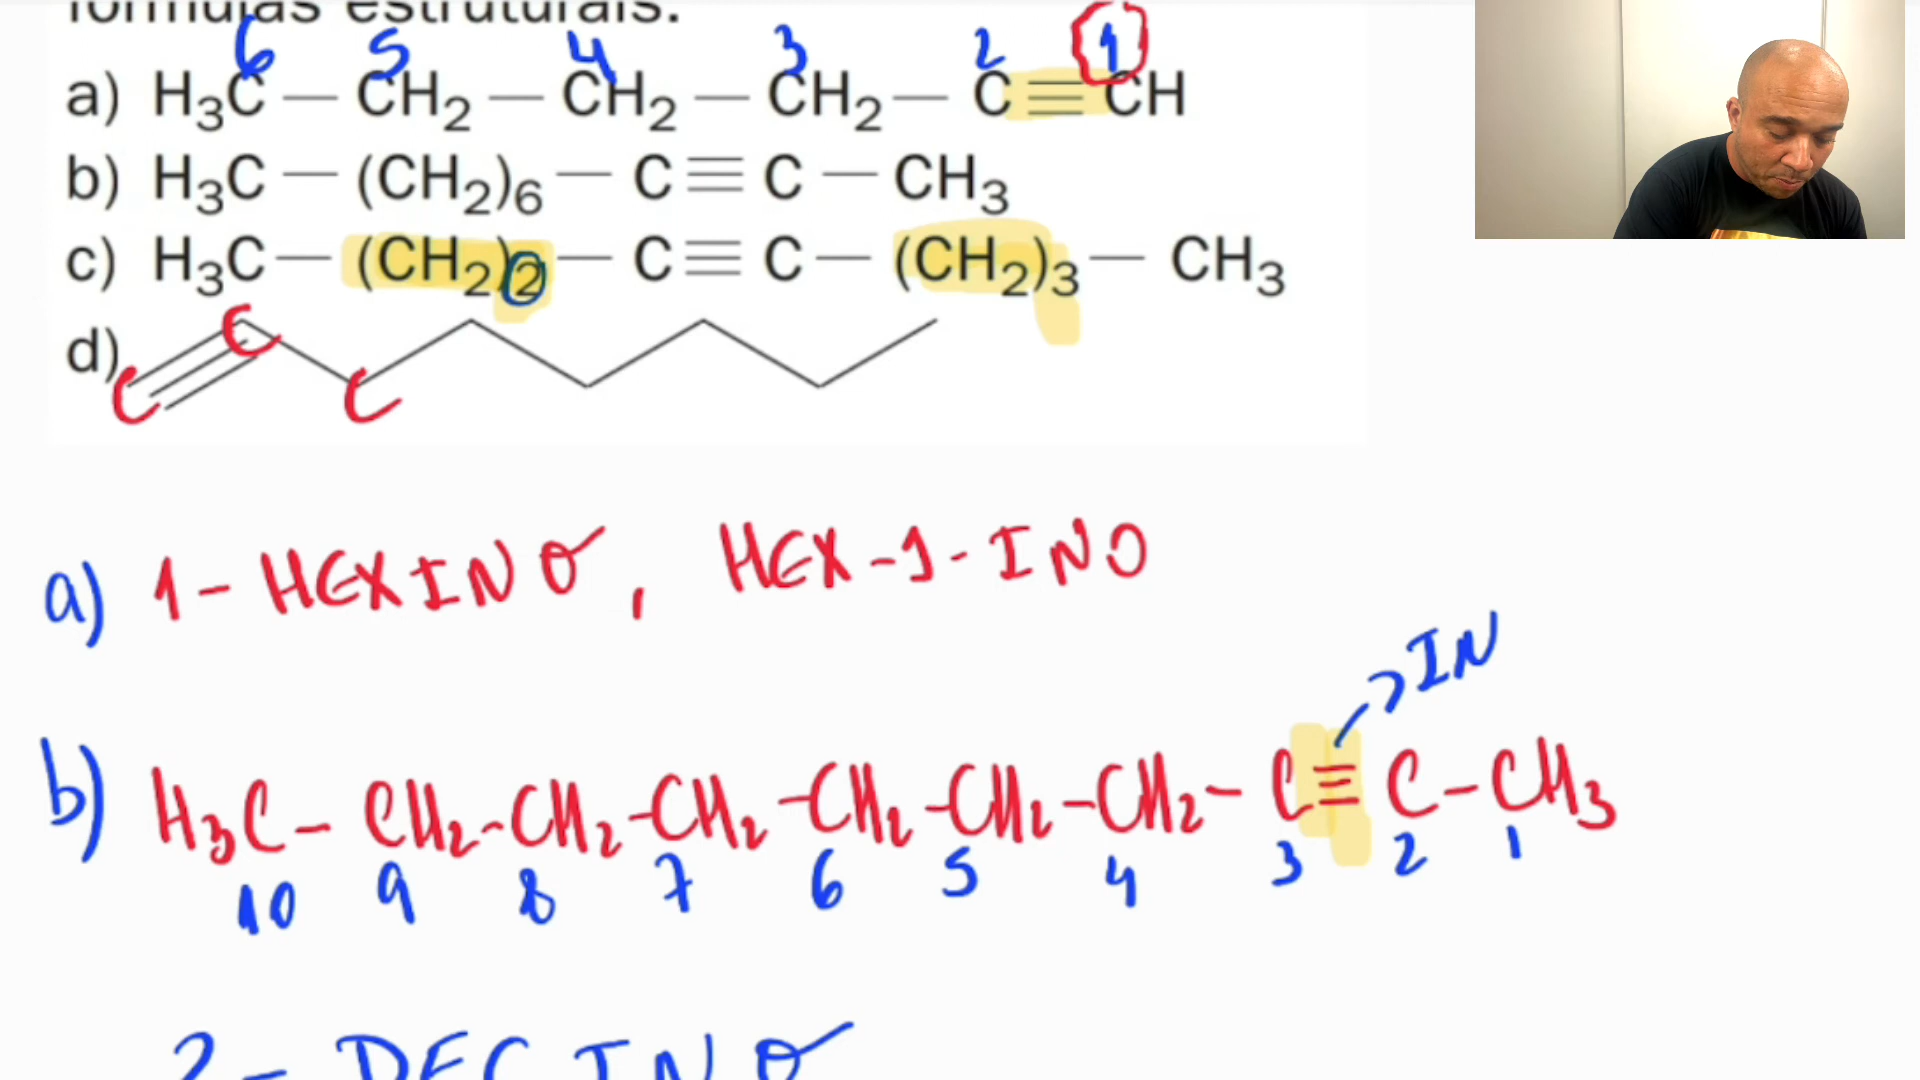 fórmulas estruturais.
6 5 4 3 2 1
a) H₃C — CH₂ — CH₂ — CH₂ — C ≡ CH
b) H₃C — (CH₂)₆ — C ≡ C — CH₃
c) H₃C — (CH₂)₂ — C ≡ C — (CH₂)₃ — CH₃
d) C C C
a) 1 - HEXINO, HEX - 1 - INO
IN
b) H₃C - CH₂ - CH₂ - CH₂ - CH₂ - CH₂ - CH₂ - C ≡ C - CH₃
10 9 8 7 6 5 4 3 2 1
2 - DECINO